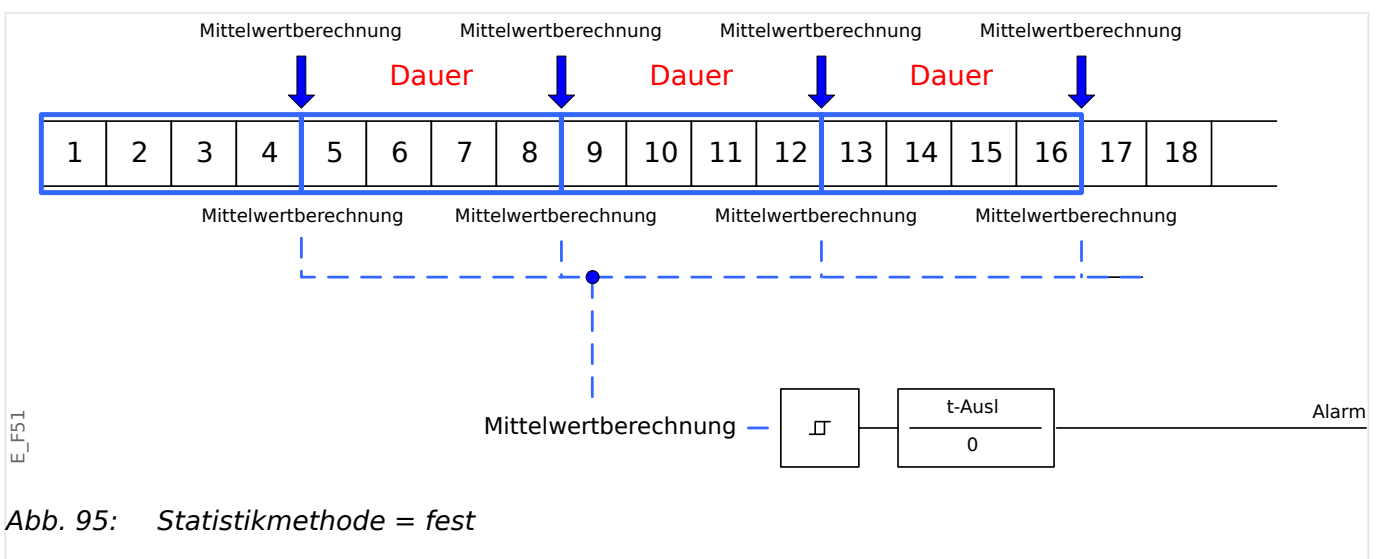 Mittelwertberechnung Mittelwertberechnung Mittelwertberechnung Mittelwertberechnung
Dauer Dauer Dauer
1 2 3 4 5 6 7 8 9 10 11 12 13 14 15 16 17 18
Mittelwertberechnung Mittelwertberechnung Mittelwertberechnung Mittelwertberechnung
t-Ausl
Mittelwertberechnung
0
Alarm
E_F51
Abb. 95: Statistikmethode = fest